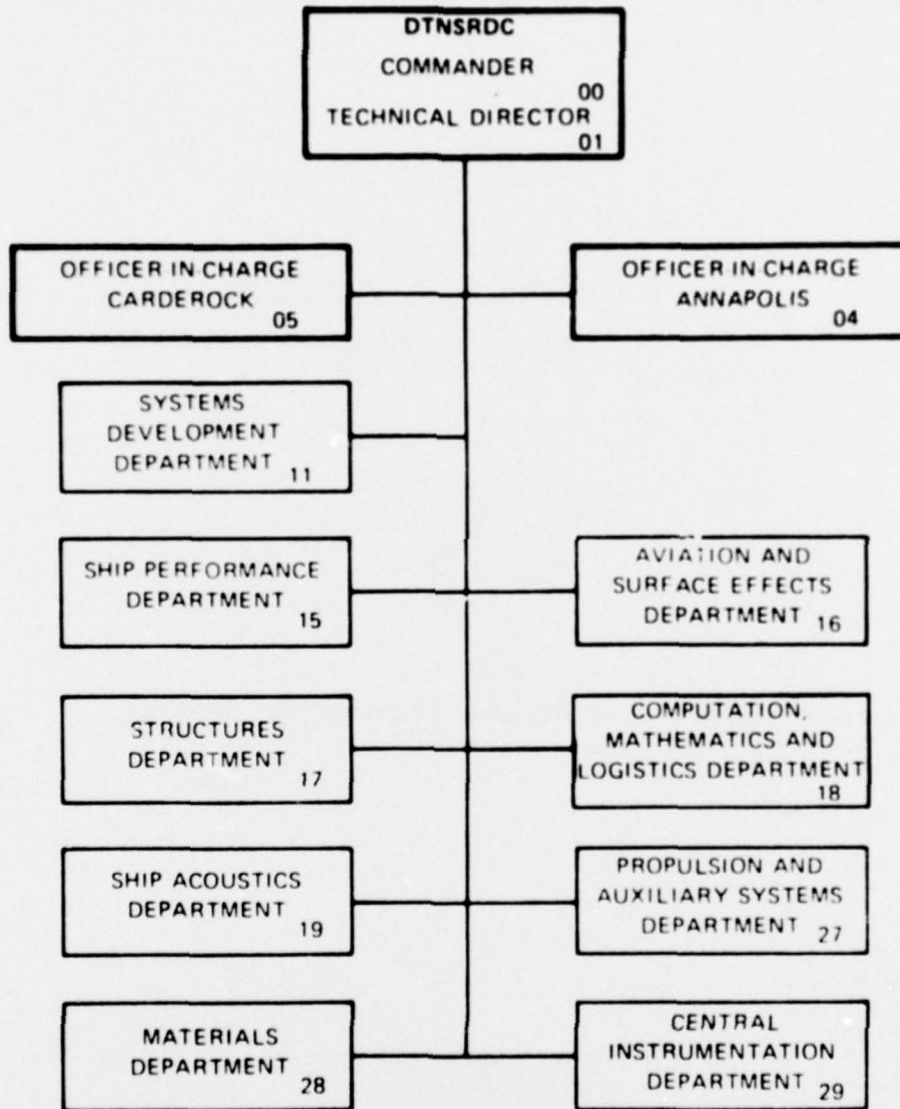 DTNSRDC
COMMANDER
00
TECHNICAL DIRECTOR
01
OFFICER-IN-CHARGE
CARDEROCK
05
OFFICER-IN-CHARGE
ANNAPOLIS
04
SYSTEMS
DEVELOPMENT
DEPARTMENT
11
SHIP PERFORMANCE
DEPARTMENT
15
AVIATION AND
SURFACE EFFECTS
DEPARTMENT
16
STRUCTURES
DEPARTMENT
17
COMPUTATION,
MATHEMATICS AND
LOGISTICS DEPARTMENT
18
SHIP ACOUSTICS
DEPARTMENT
19
PROPULSION AND
AUXILIARY SYSTEMS
DEPARTMENT
27
MATERIALS
DEPARTMENT
28
CENTRAL
INSTRUMENTATION
DEPARTMENT
29